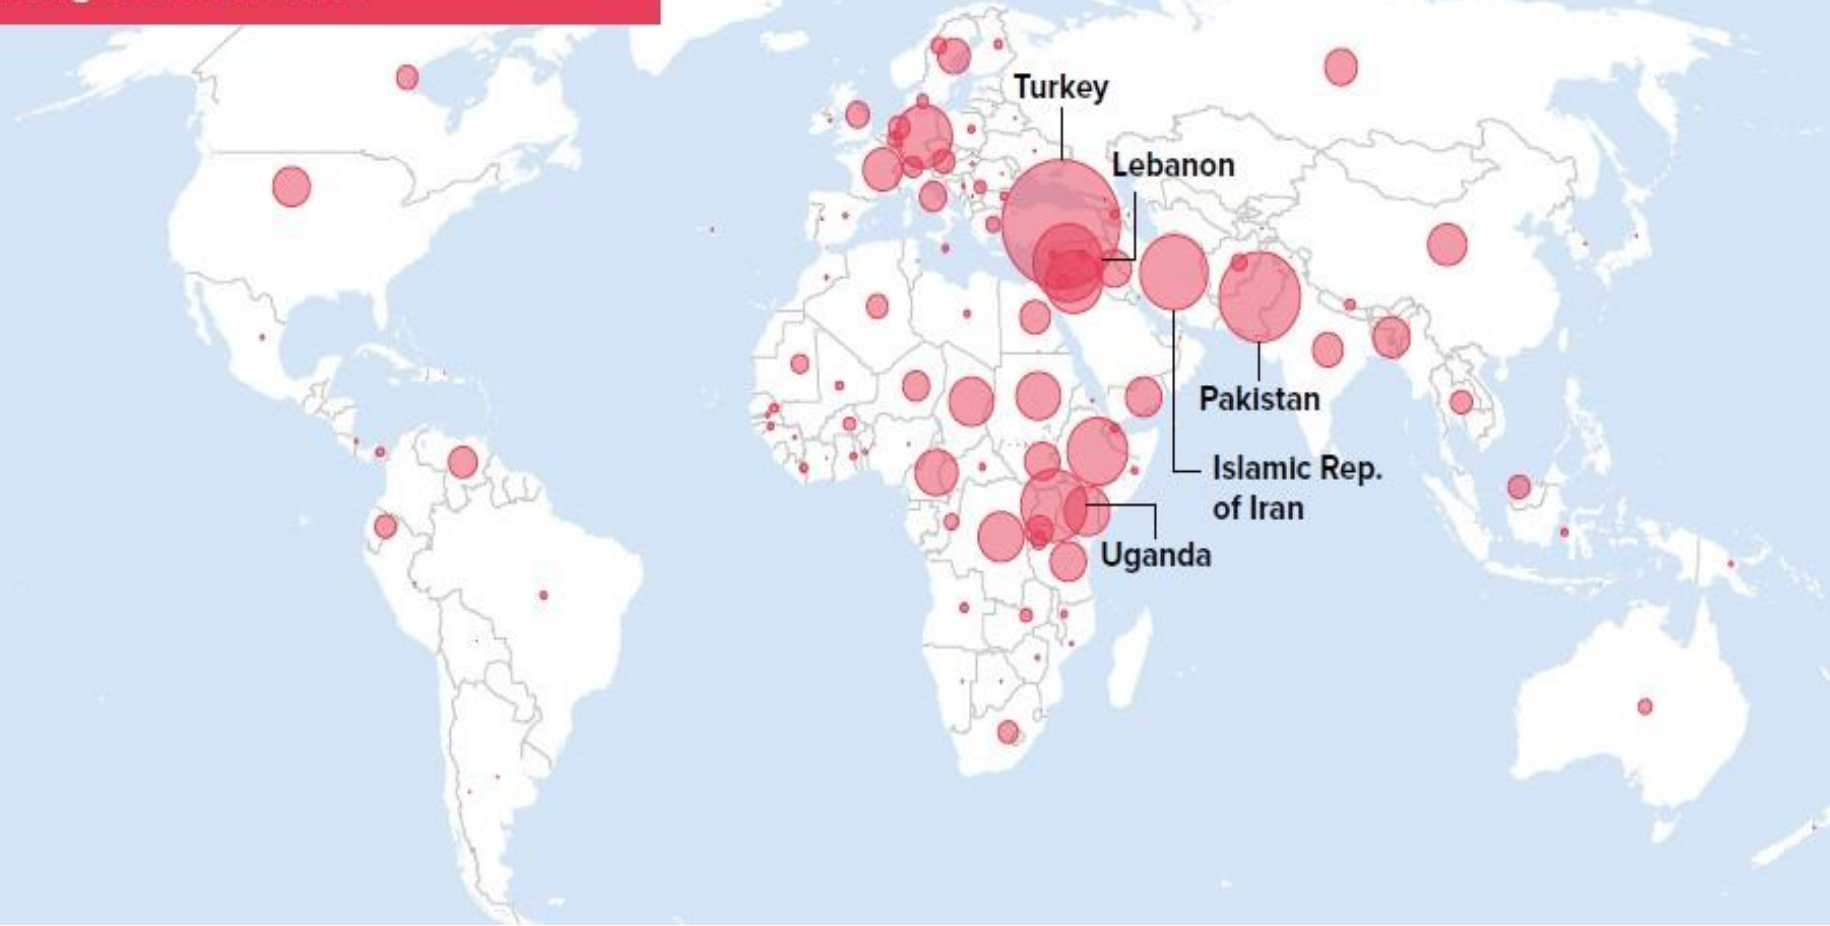 Turkey
Lebanon
Pakistan
Islamic Rep.
of Iran
Uganda